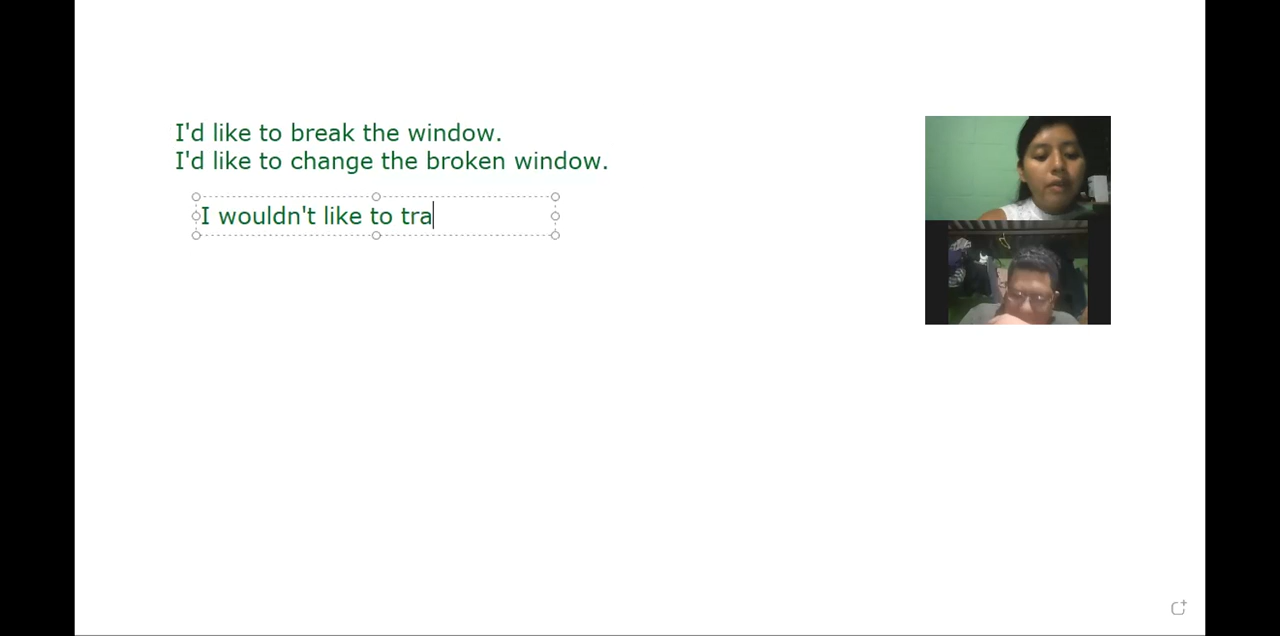 I'd like to break the window.
I'd like to change the broken window.
I wouldn't like to tra